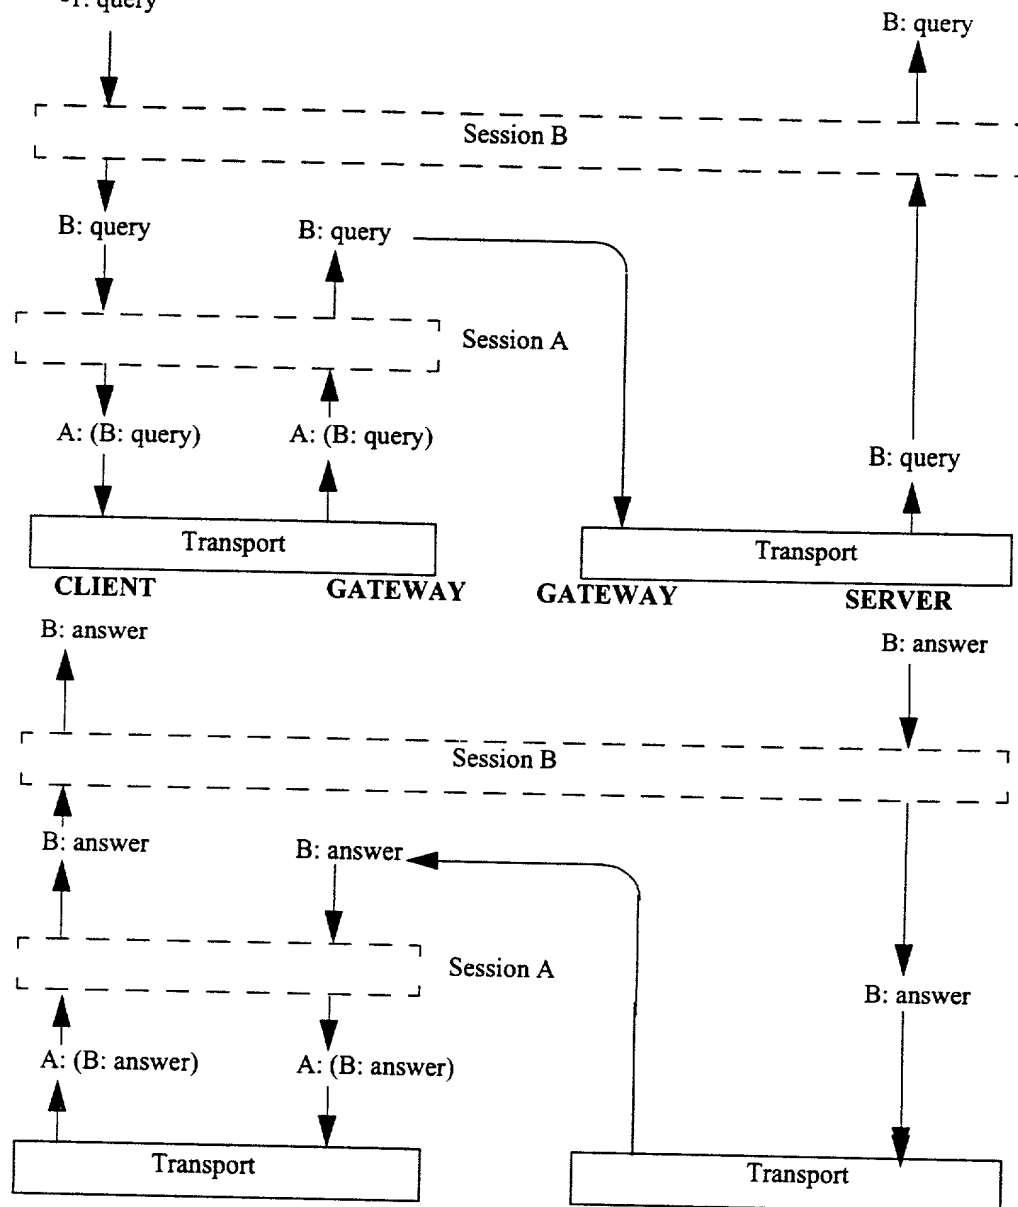 query
B: query
Session B
B: query
B: query
Session A
A: (B: query)
A: (B: query)
B: query
Transport
Transport
CLIENT
GATEWAY
GATEWAY
SERVER
B: answer
B: answer
Session B
B: answer
B: answer
Session A
B: answer
A: (B: answer)
A: (B: answer)
Transport
Transport